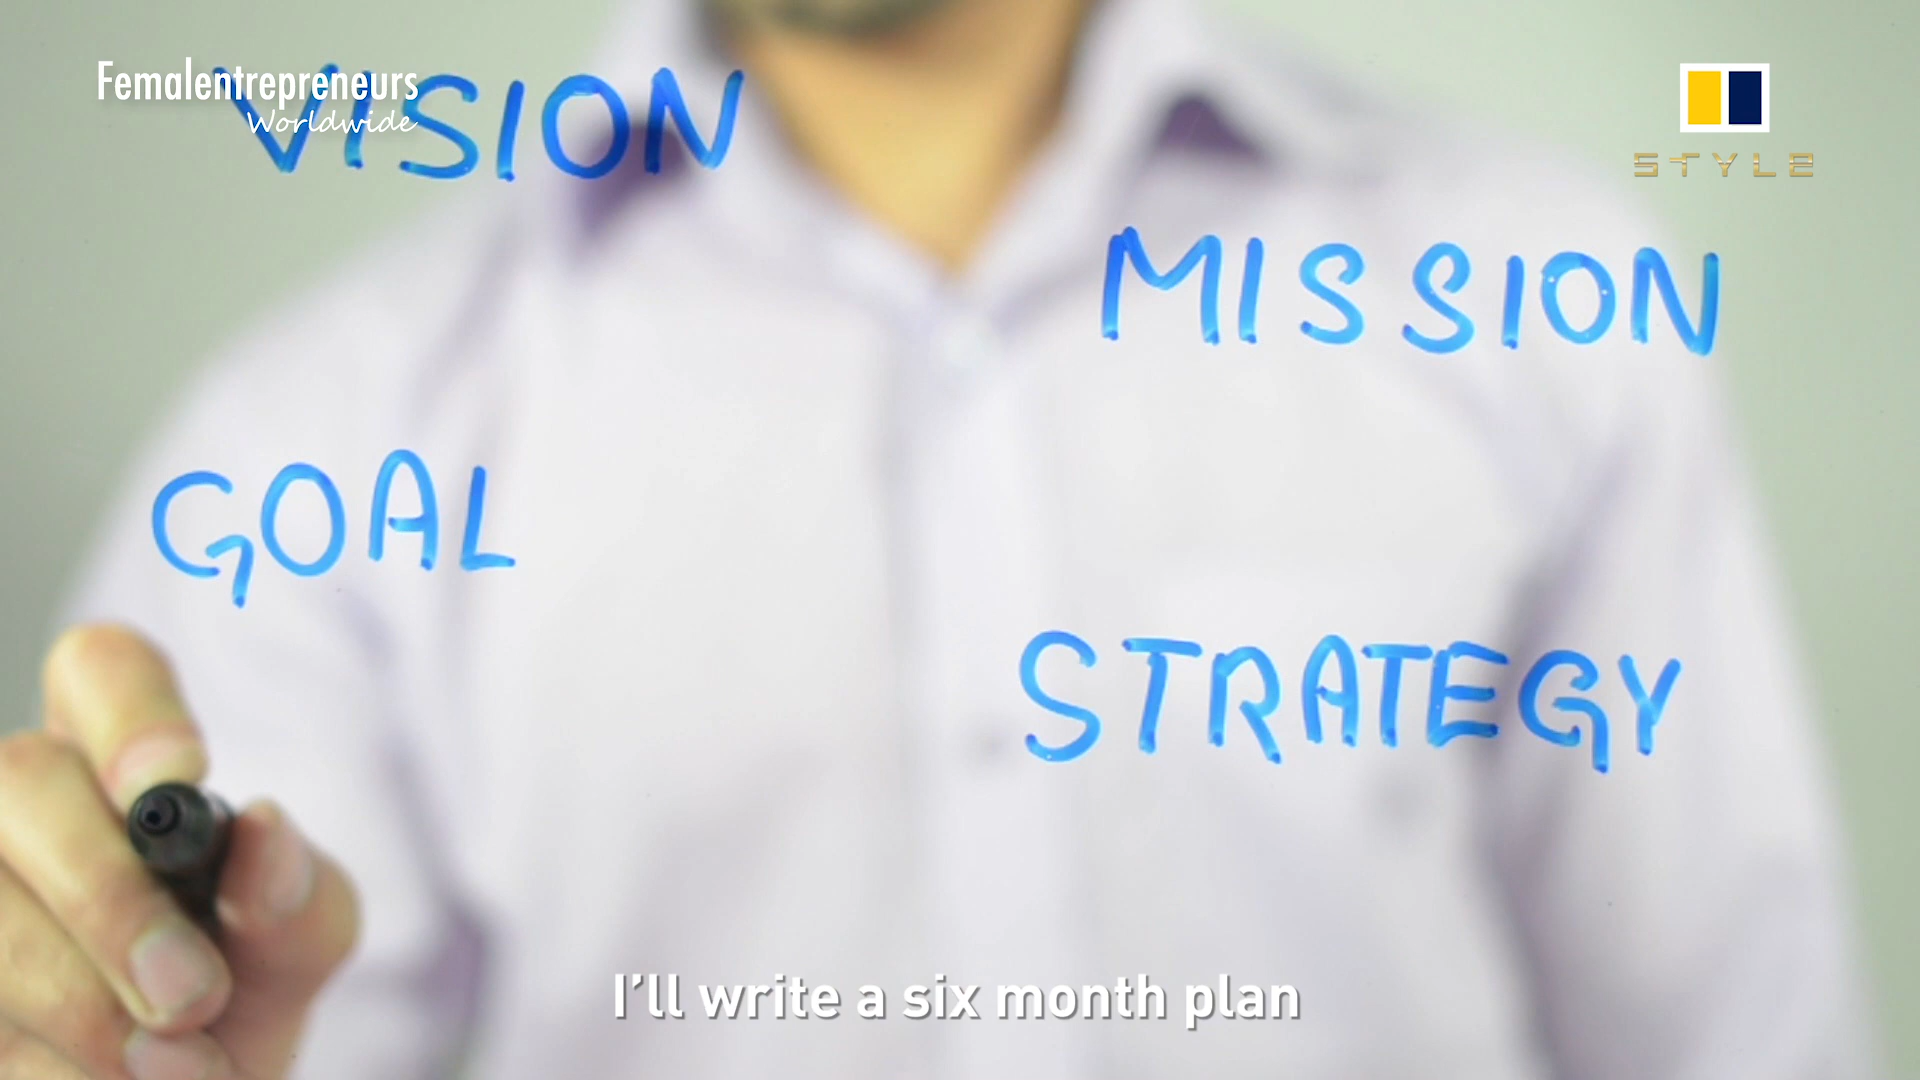 Femalentrepreneurs
Worldwide
VISION
STYLE
MISSION
GOAL
STRATEGY
I’ll write a six month plan